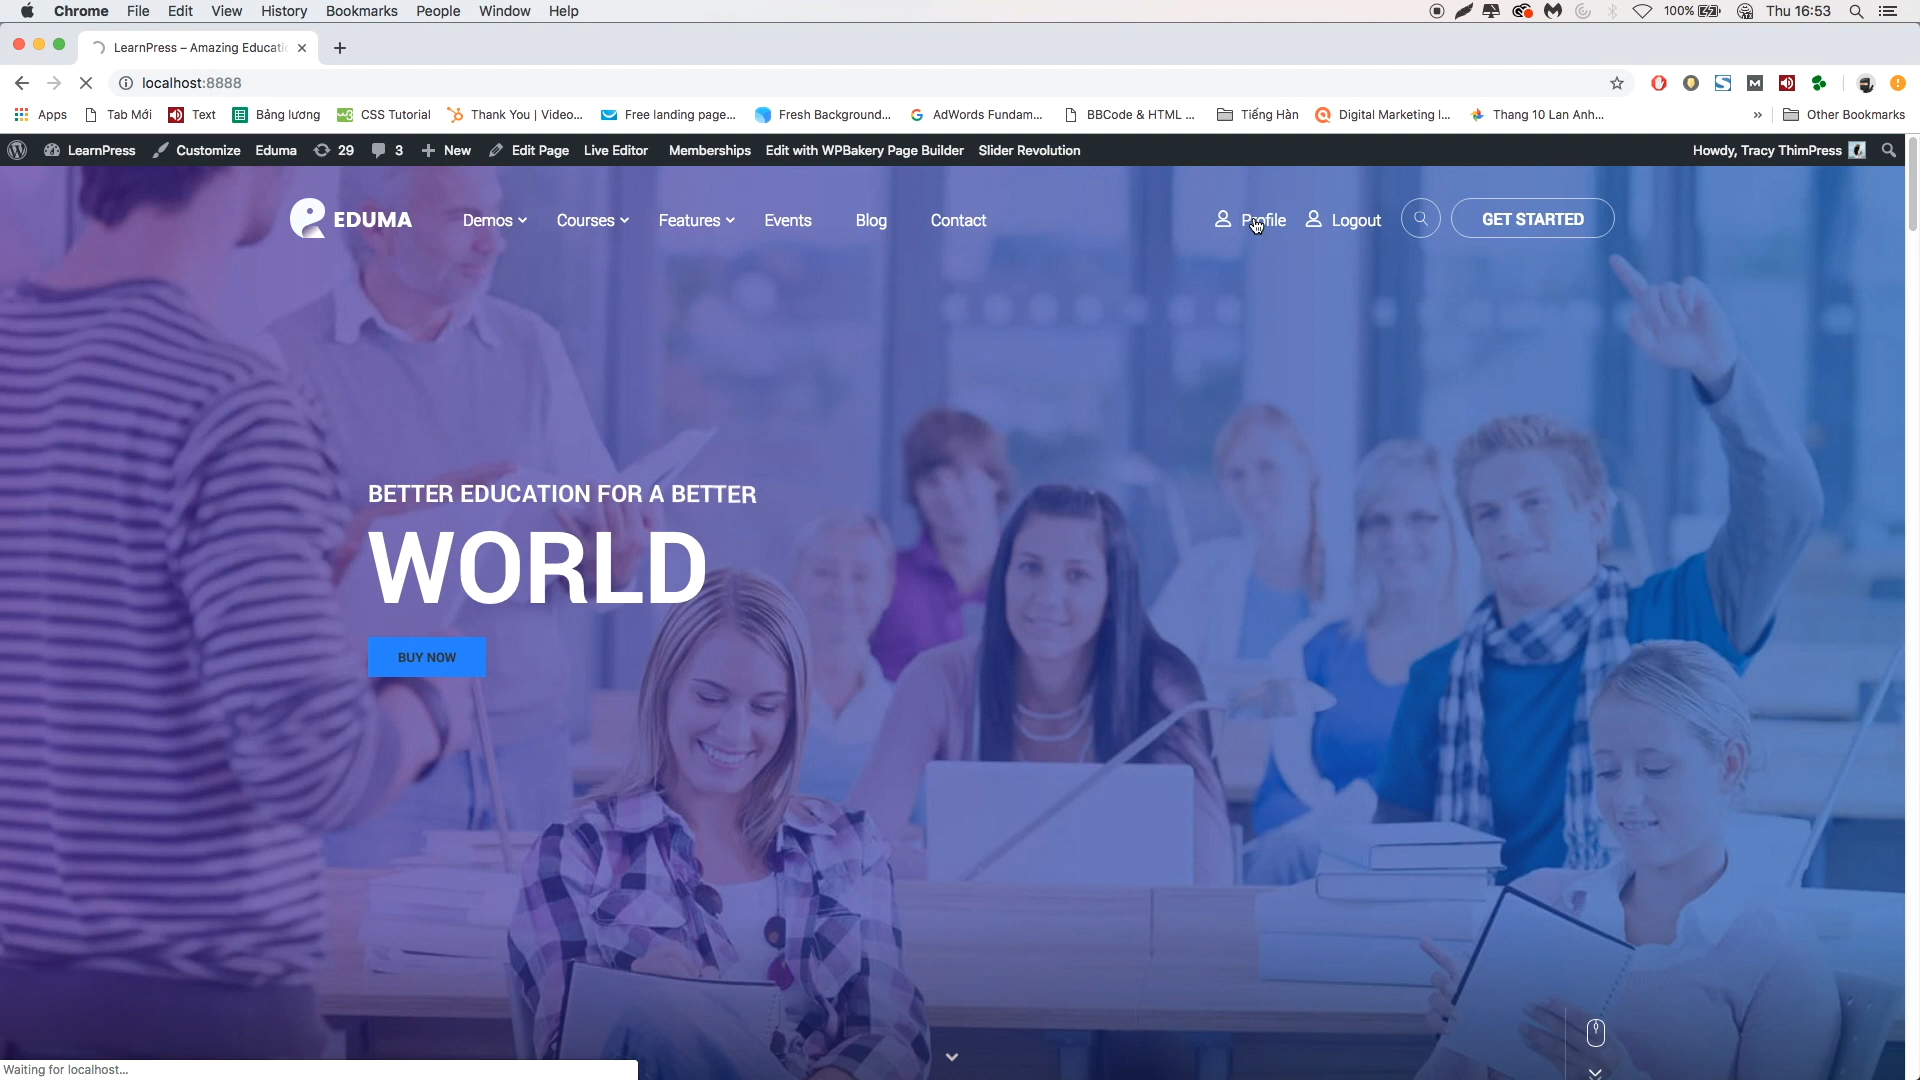 Chrome File Edit View History Bookmarks People Window Help 100% Thu 16:53
LearnPress – Amazing Educati
localhost:8888
Apps Tab Mới Text Bảng lương CSS Tutorial Thank You | Video... Free landing page... Fresh Background... AdWords Fundam... BBCode & HTML ... Tiếng Hàn Digital Marketing I... Thang 10 Lan Anh... » Other Bookmarks
LearnPress Customize Eduma 29 3 New Edit Page Live Editor Memberships Edit with WPBakery Page Builder Slider Revolution Howdy, Tracy ThimPress
EDUMA Demos Courses Features Events Blog Contact Profile Logout GET STARTED
BETTER EDUCATION FOR A BETTER
WORLD
BUY NOW
Waiting for localhost...